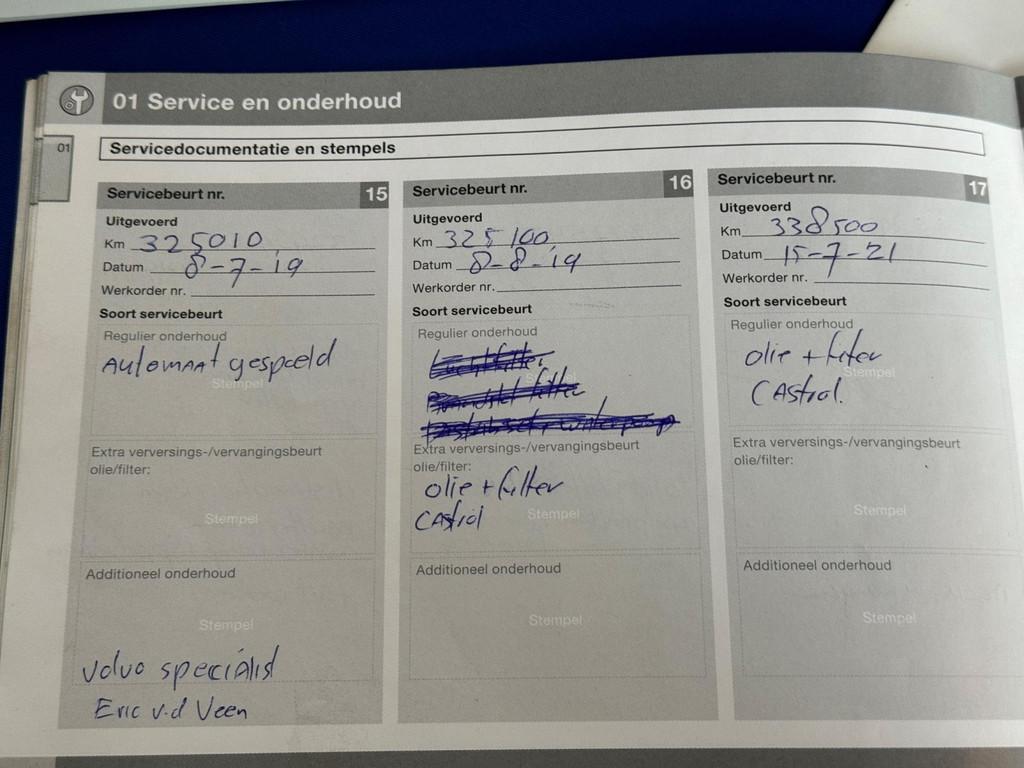 01 Service en onderhoud
01
Servicedocumentatie en stempels
Servicebeurt nr. 15
Uitgevoerd
Km 325010
Datum 8-7-19
Werkorder nr.
Soort servicebeurt
Regulier onderhoud
Automaat gespoeld
Stempel
Extra verversings-/vervangingsbeurt
olie/filter:
Stempel
Additioneel onderhoud
Stempel
volvo specialist
Eric v.d Veen
Servicebeurt nr. 16
Uitgevoerd
Km 325100
Datum 8-8-19
Werkorder nr.
Soort servicebeurt
Regulier onderhoud
Extra verversings-/vervangingsbeurt
olie/filter:
olie + filter
Castrol
Stempel
Additioneel onderhoud
Stempel
Servicebeurt nr. 17
Uitgevoerd
Km 338500
Datum 15-7-21
Werkorder nr.
Soort servicebeurt
Regulier onderhoud
olie + filter
Stempel
Castrol.
Extra verversings-/vervangingsbeurt
olie/filter:
Stempel
Additioneel onderhoud
Stempel